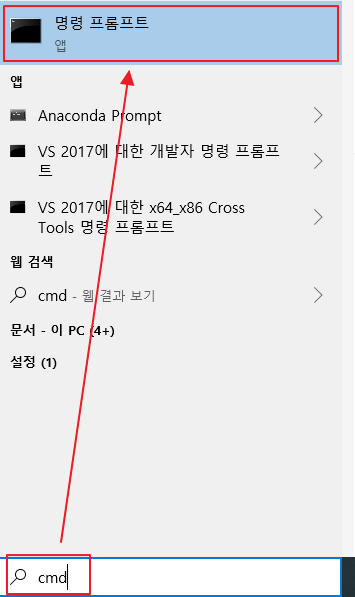 명령 프롬프트
앱
앱
Anaconda Prompt
VS 2017에 대한 개발자 명령 프롬프
트
VS 2017에 대한 x64_x86 Cross
Tools 명령 프롬프트
웹 검색
cmd - 웹 결과 보기
문서 - 이 PC (4+)
설정 (1)
cmd